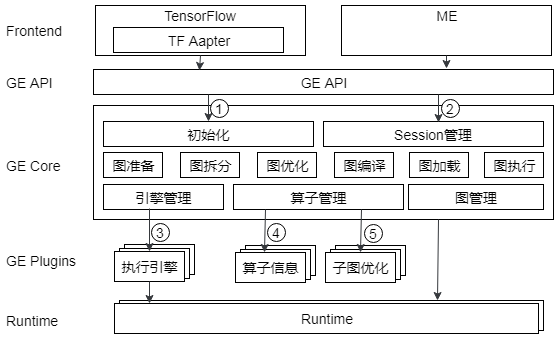 Frontend
TensorFlow
TF Aapter
ME
GE API
GE API
① ②
GE Core
初始化
Session管理
图准备 图拆分 图优化 图编译 图加载 图执行
引擎管理 算子管理 图管理
③ ④ ⑤
GE Plugins
执行引擎 算子信息 子图优化
Runtime
Runtime